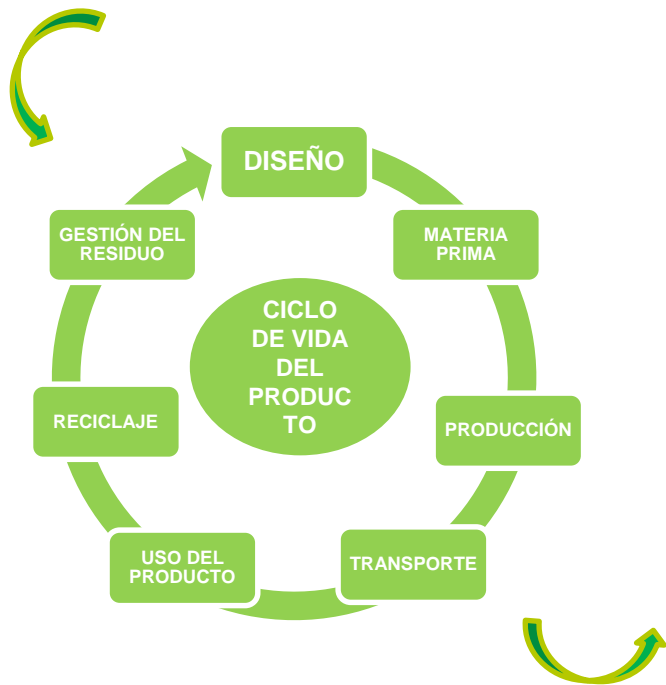 DISEÑO
MATERIA
PRIMA
PRODUCCIÓN
TRANSPORTE
USO DEL
PRODUCTO
RECICLAJE
GESTIÓN DEL
RESIDUO
CICLO
DE VIDA
DEL
PRODUC
TO